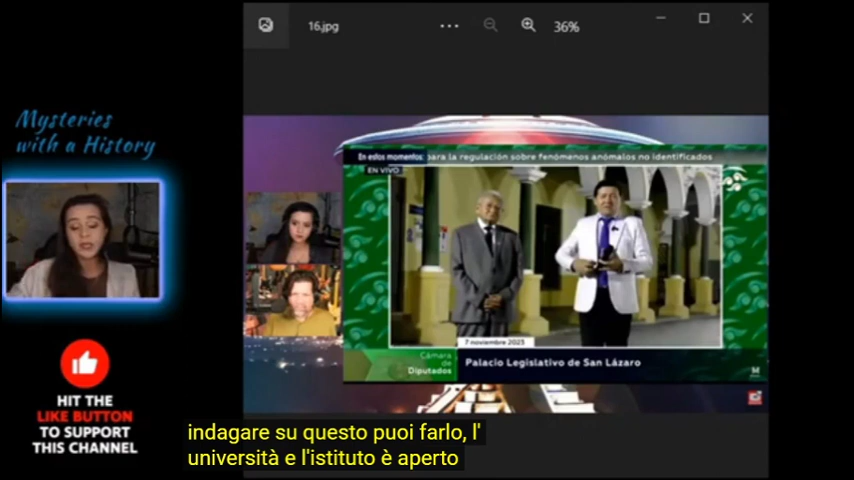 16.jpg
36%
Mysteries
with a History
En estos momentos: para la regulación sobre fenómenos anómalos no identificados
EN VIVO
7 noviembre 2023
Cámara
de
Diputados
Palacio Legislativo de San Lázaro
M
HIT THE
LIKE BUTTON
TO SUPPORT
THIS CHANNEL
indagare su questo puoi farlo, l'
università e l'istituto è aperto